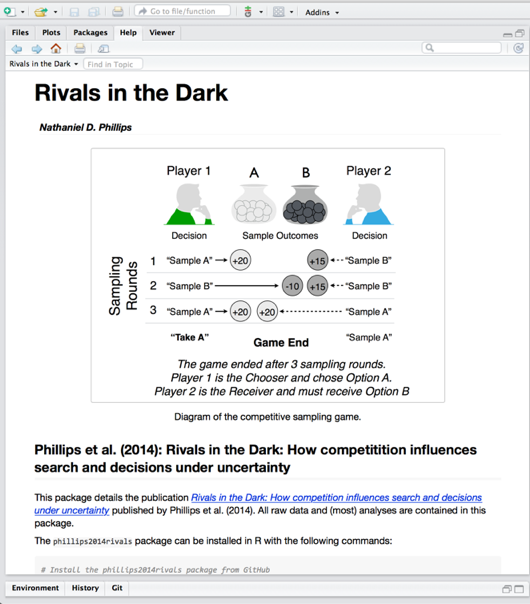 Go to file/function
Addins
Files Plots Packages Help Viewer
Rivals in the Dark Find in Topic
Rivals in the Dark
Nathaniel D. Phillips
Player 1 A B Player 2
Decision Sample Outcomes Decision
Sampling
Rounds
1 “Sample A” +20 +15 “Sample B”
2 “Sample B” -10 +15 “Sample B”
3 “Sample A” +20 +20 “Sample A”
“Take A” Game End “Sample A”
The game ended after 3 sampling rounds.
Player 1 is the Chooser and chose Option A.
Player 2 is the Receiver and must receive Option B
Diagram of the competitive sampling game.
Phillips et al. (2014): Rivals in the Dark: How competitition influences
search and decisions under uncertainty
This package details the publication Rivals in the Dark: How competition influences search and decisions
under uncertainty published by Phillips et al. (2014). All raw data and (most) analyses are contained in this
package.
The phillips2014rivals package can be installed in R with the following commands:
# Install the phillips2014rivals package from GitHub
Environment History Git